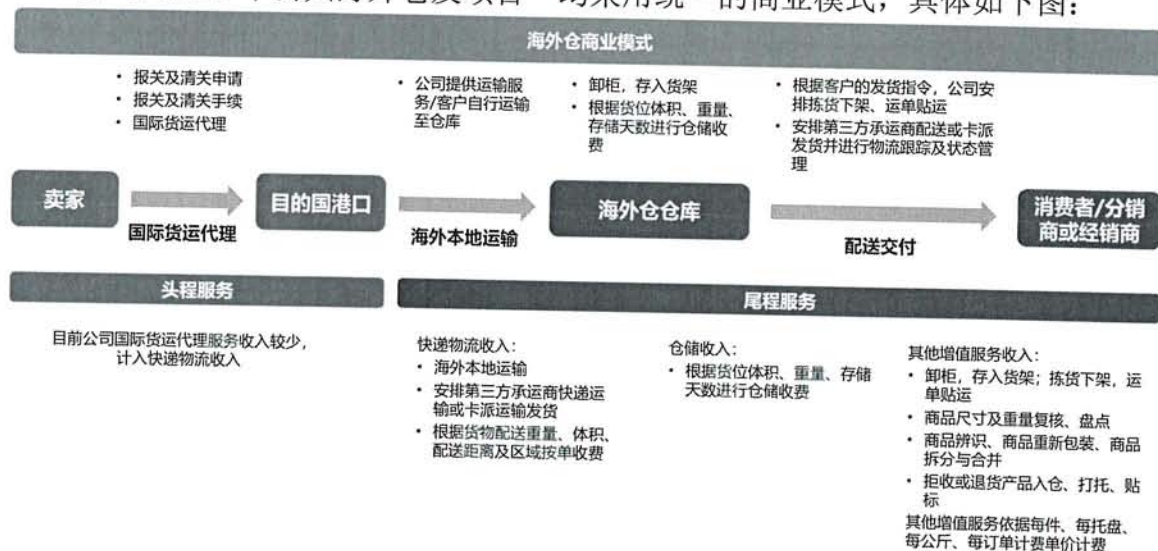 均采用统一的商业模式，具体如下图：
海外仓商业模式
• 报关及清关申请
• 报关及清关手续
• 国际货运代理
• 公司提供运输服
务/客户自行运输
至仓库
• 卸柜，存入货架
• 根据货位体积、重量、
存储天数进行仓储收
费
• 根据客户的发货指令，公司安
排拣货下架、运单贴运
• 安排第三方承运商配送或卡派
发货并进行物流跟踪及状态管
理
卖家
国际货运代理
目的国港口
海外本地运输
海外仓仓库
配送交付
消费者/分销
商或经销商
头程服务
尾程服务
目前公司国际货运代理服务收入较少，
计入快递物流收入
快递物流收入：
• 海外本地运输
• 安排第三方承运商快递运
输或卡派运输发货
• 根据货物配送重量、体积、
配送距离及区域按单收费
仓储收入：
• 根据货位体积、重量、存储
天数进行仓储收费
其他增值服务收入：
• 卸柜，存入货架；拣货下架，运
单贴运
• 商品尺寸及重量复核、盘点
• 商品辨识、商品重新包装、商品
拆分与合并
• 拒收或退货产品入仓、打托、贴
标
其他增值服务依据每件、每托盘、
每公斤、每订单计费单价计费